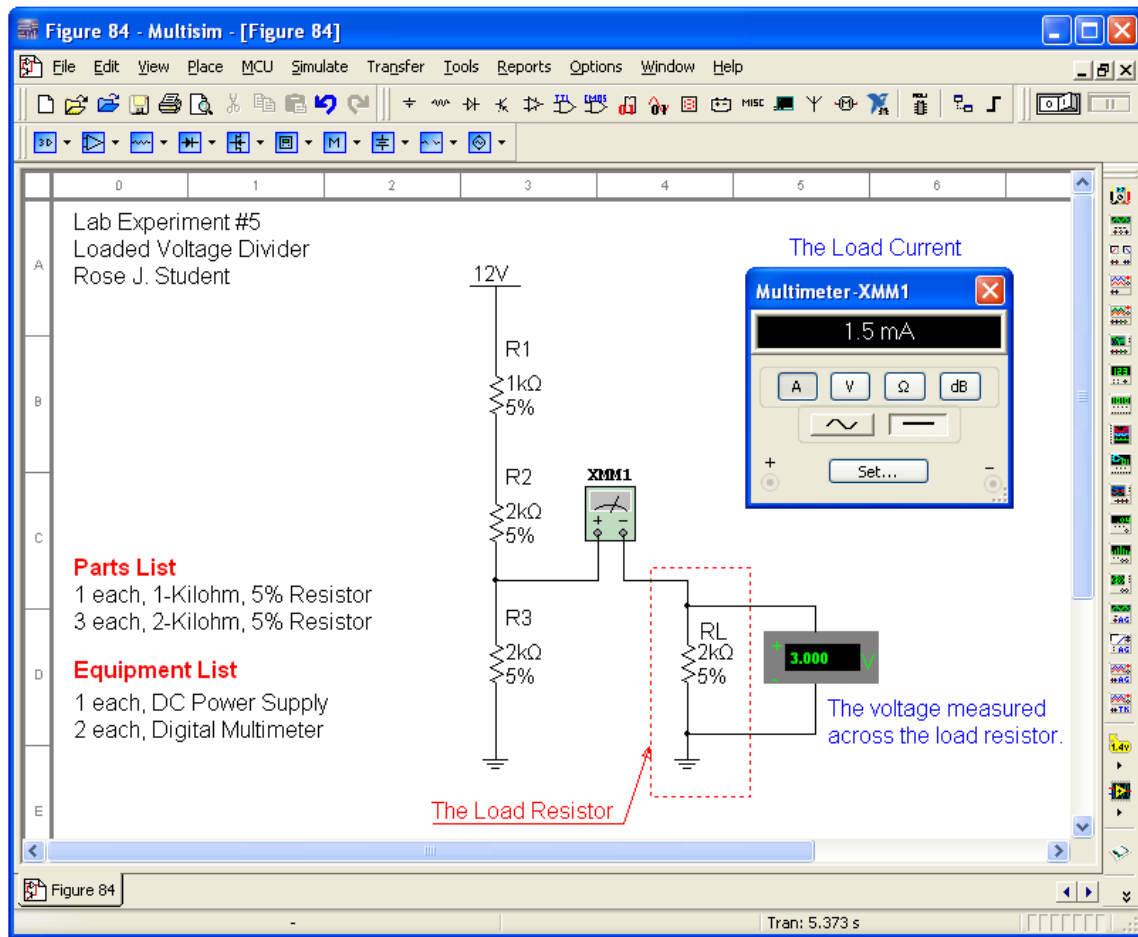 Figure 84 - Multisim - [Figure 84]
File Edit View Place MCU Simulate Transfer Tools Reports Options Window Help
MISC
0 1 2 3 4 5 6
A
B
C
D
E
Lab Experiment #5
Loaded Voltage Divider
Rose J. Student
12V
R1
1kΩ
5%
R2
2kΩ
5%
XMM1
+ −
R3
2kΩ
5%
RL
2kΩ
5%
+
3.000 V
-
The Load Current
Multimeter-XMM1
1.5 mA
A V Ω dB
+ Set... −
Parts List
1 each, 1-Kilohm, 5% Resistor
3 each, 2-Kilohm, 5% Resistor
Equipment List
1 each, DC Power Supply
2 each, Digital Multimeter
The voltage measured
across the load resistor.
The Load Resistor
1.4v
Figure 84
- Tran: 5.373 s